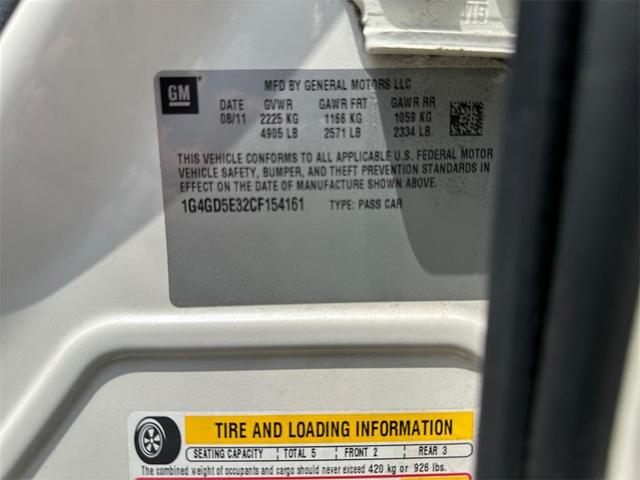 MFD BY GENERAL MOTORS LLC
GM
DATE GVWR GAWR FRT GAWR RR
08/11 2225 KG 1166 KG 1059 KG
4905 LB 2571 LB 2334 LB.
THIS VEHICLE CONFORMS TO ALL APPLICABLE U.S. FEDERAL MOTOR
VEHICLE SAFETY, BUMPER, AND THEFT PREVENTION STANDARDS IN
EFFECT ON THE DATE OF MANUFACTURE SHOWN ABOVE.
1G4GD5E32CF154161 TYPE: PASS CAR
TIRE AND LOADING INFORMATION
SEATING CAPACITY TOTAL 5 FRONT 2 REAR 3
The combined weight of occupants and cargo should never exceed 420 kg or 926 lbs.